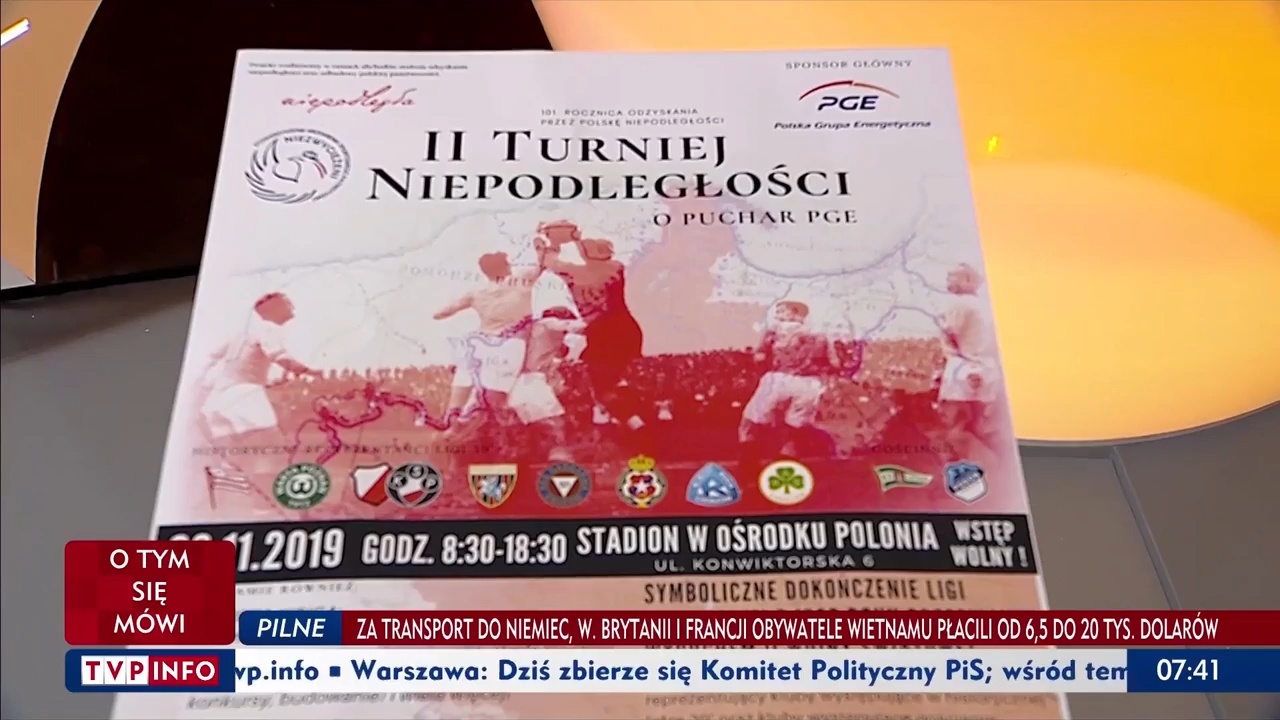 SPONSOR GŁÓWNY
niepodległa
PGE
Polska Grupa Energetyczna
101. ROCZNICA ODZYSKANIA
PRZEZ POLSKĘ NIEPODLEGŁOŚCI
NIEZWYCIĘŻENI
II TURNIEJ
NIEPODLEGŁOŚCI
O PUCHAR PGE
.11.2019 GODZ. 8:30-18:30 STADION W OŚRODKU POLONIA
UL. KONWIKTORSKA 6
WSTĘP
WOLNY !
SYMBOLICZNE DOKOŃCZENIE LIGI
O TYM
SIĘ
MÓWI
PILNE ZA TRANSPORT DO NIEMIEC, W. BRYTANII I FRANCJI OBYWATELE WIETNAMU PŁACILI OD 6,5 DO 20 TYS. DOLARÓW
TVP INFO vp.info ▪ Warszawa: Dziś zbierze się Komitet Polityczny PiS; wśród tem 07:41